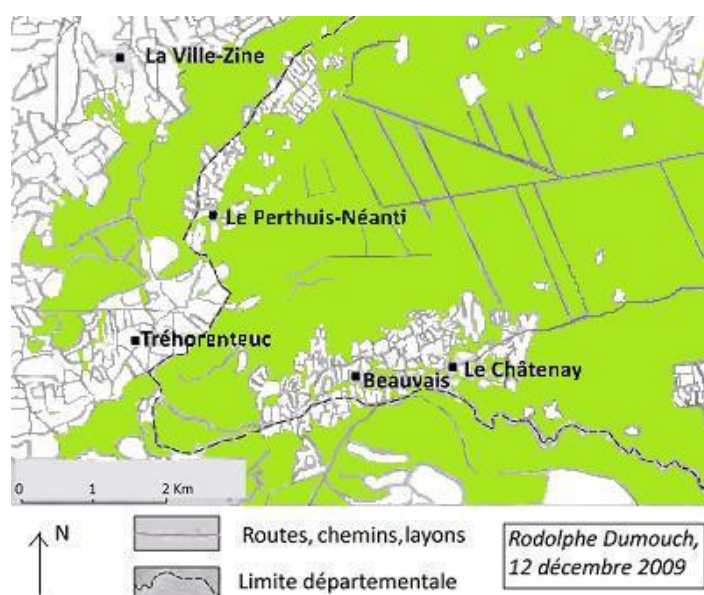 La Ville-Zine
Le Perthuis-Néanti
Tréhorenteuc
Beauvais
Le Châtenay
0 1 2 Km
N
Routes, chemins, layons
Limite départementale
Rodolphe Dumouch,
12 décembre 2009